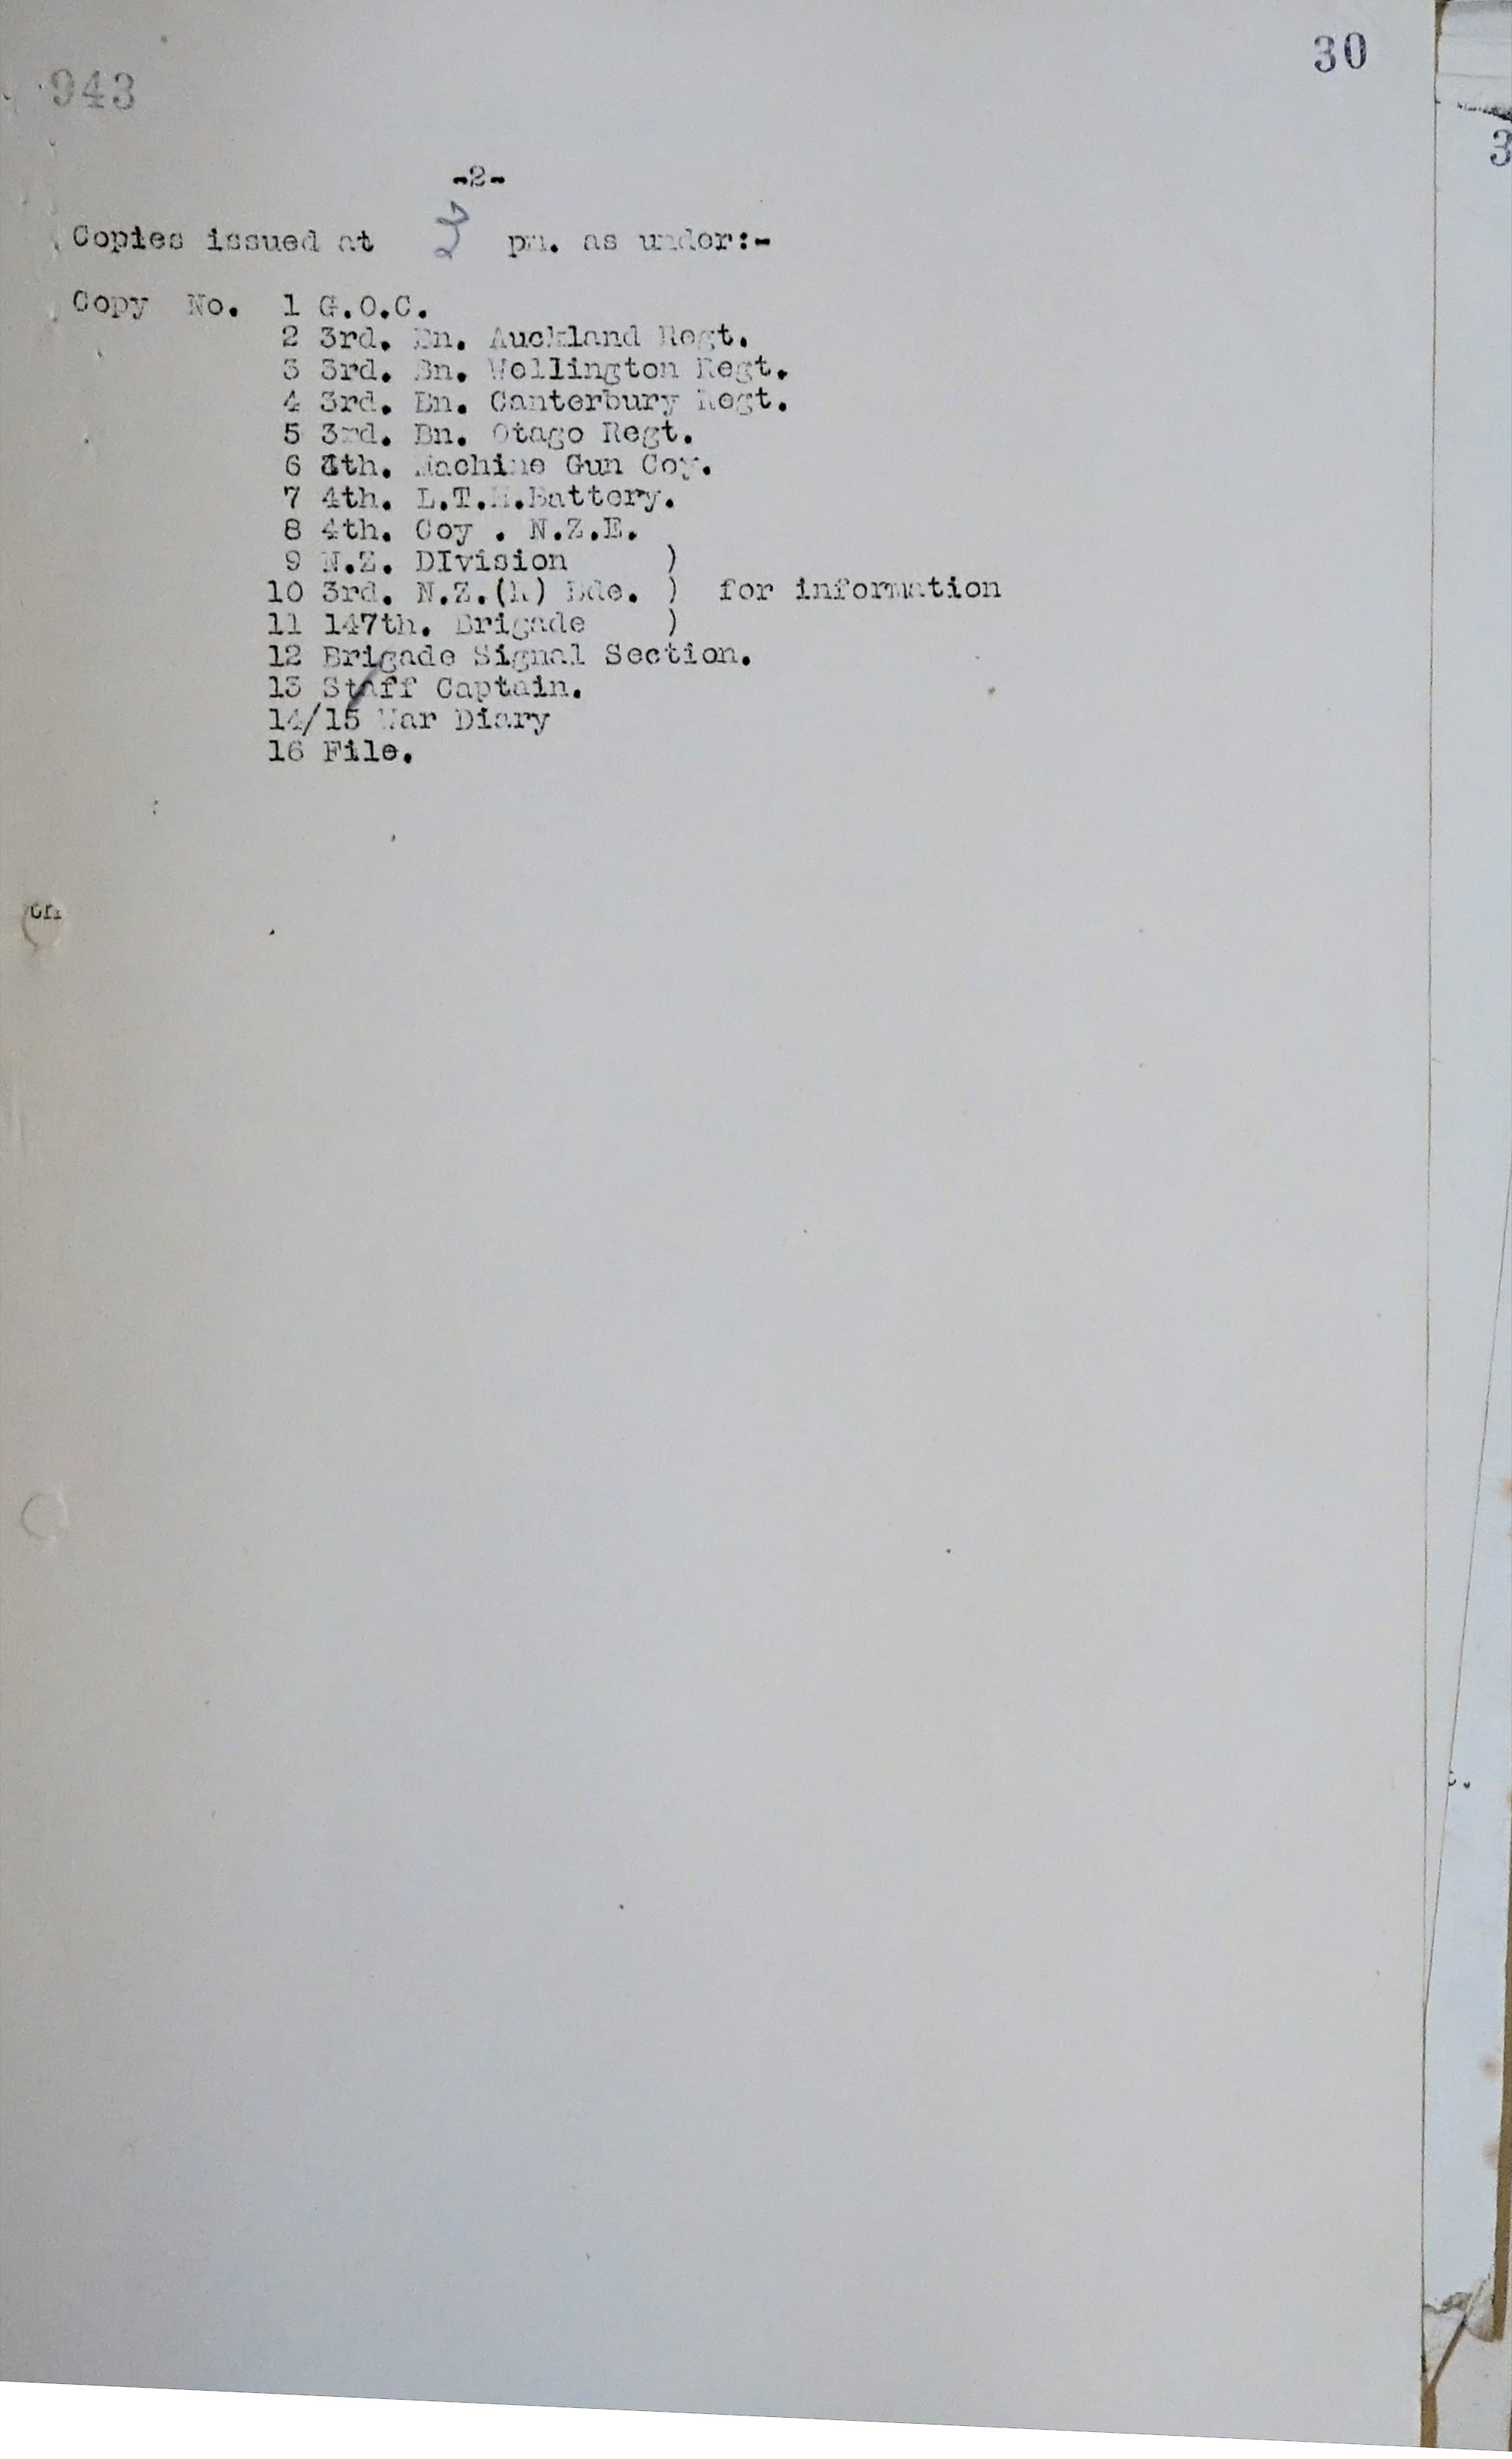 943
30
-2-
Copies issued at 3 pm. as under:-
Copy No. 1 G.O.C.
2 3rd. Bn. Auckland Regt.
3 3rd. Bn. Wellington Regt.
4 3rd. Bn. Canterbury Regt.
5 3rd. Bn. Otago Regt.
6 4th. Machine Gun Coy.
7 4th. L.T.M.Battery.
8 4th. Coy . N.Z.E.
9 N.Z. DIvision )
10 3rd. N.Z.(R) Bde. ) for information
11 147th. Brigade )
12 Brigade Signal Section.
13 Staff Captain.
14/15 War Diary
16 File.
on
3